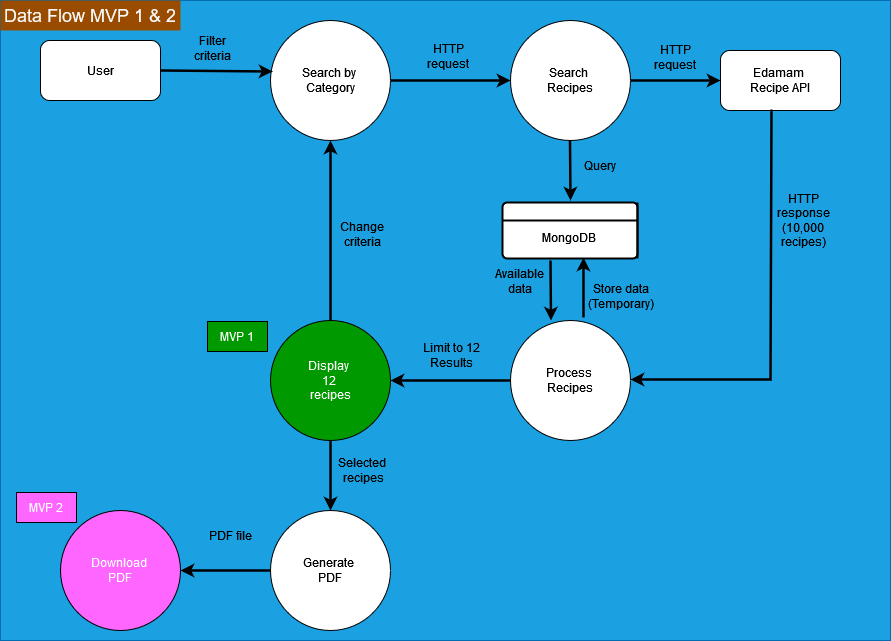 Data Flow MVP 1 & 2
User
Filter
criteria
Search by
Category
HTTP
request
Search
Recipes
HTTP
request
Edamam
Recipe API
Query
HTTP
response
(10,000
recipes)
MongoDB
Change
criteria
Available
data
Store data
(Temporary)
MVP 1
Display
12
recipes
Limit to 12
Results
Process
Recipes
Selected
recipes
MVP 2
Download
PDF
PDF file
Generate
PDF